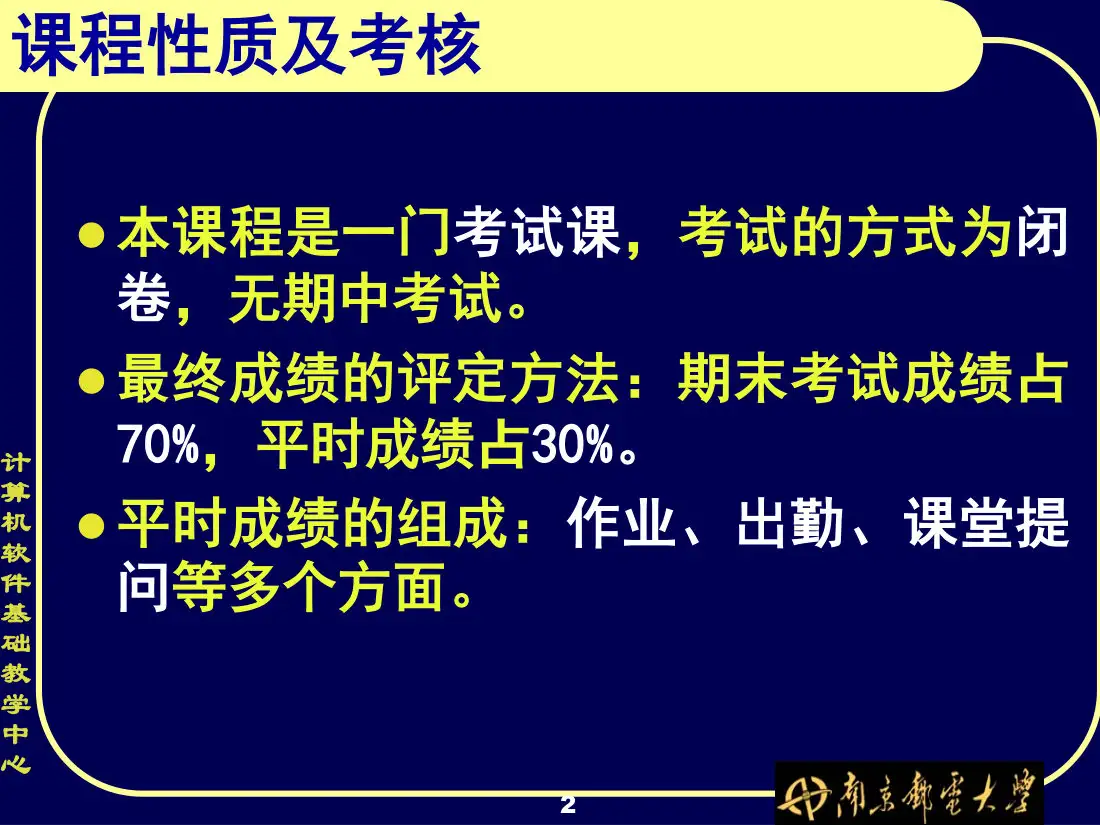 课程性质及考核
●本课程是一门考试课，考试的方式为闭
卷，无期中考试。
●最终成绩的评定方法：期末考试成绩占
70%，平时成绩占30%。
●平时成绩的组成：作业、出勤、课堂提
问等多个方面。
计算机软件基础教学中心
2
南京郵電大學